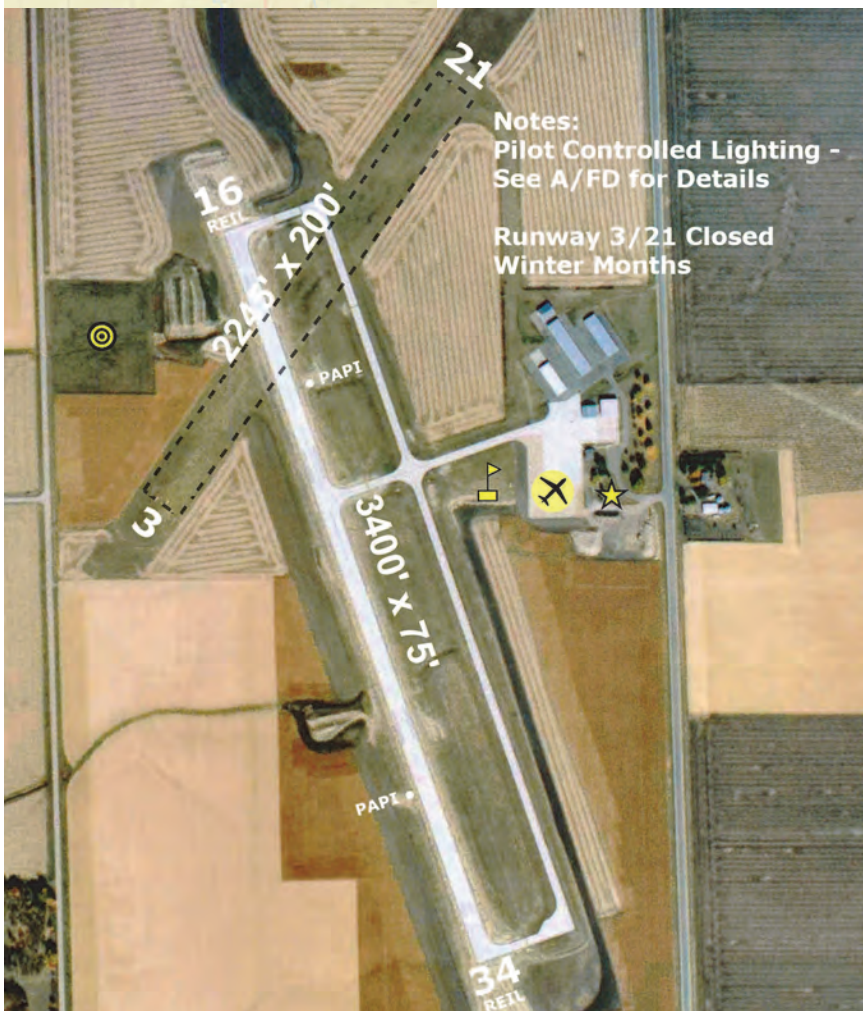 21
Notes:
Pilot Controlled Lighting -
See A/FD for Details
Runway 3/21 Closed
Winter Months
16
REIL
2245' x 200'
PAPI
3
3400' x 75'
PAPI
34
REIL